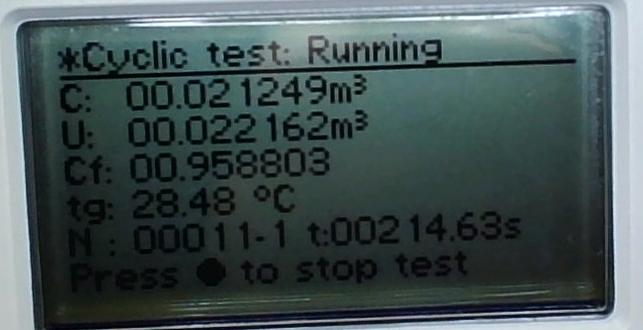 *Cyclic test: Running
C: 00.021249m³
U: 00.022162m³
Cf: 00.958803
tg: 28.48 °C
N : 00011-1 t:00214.63s
Press ● to stop test